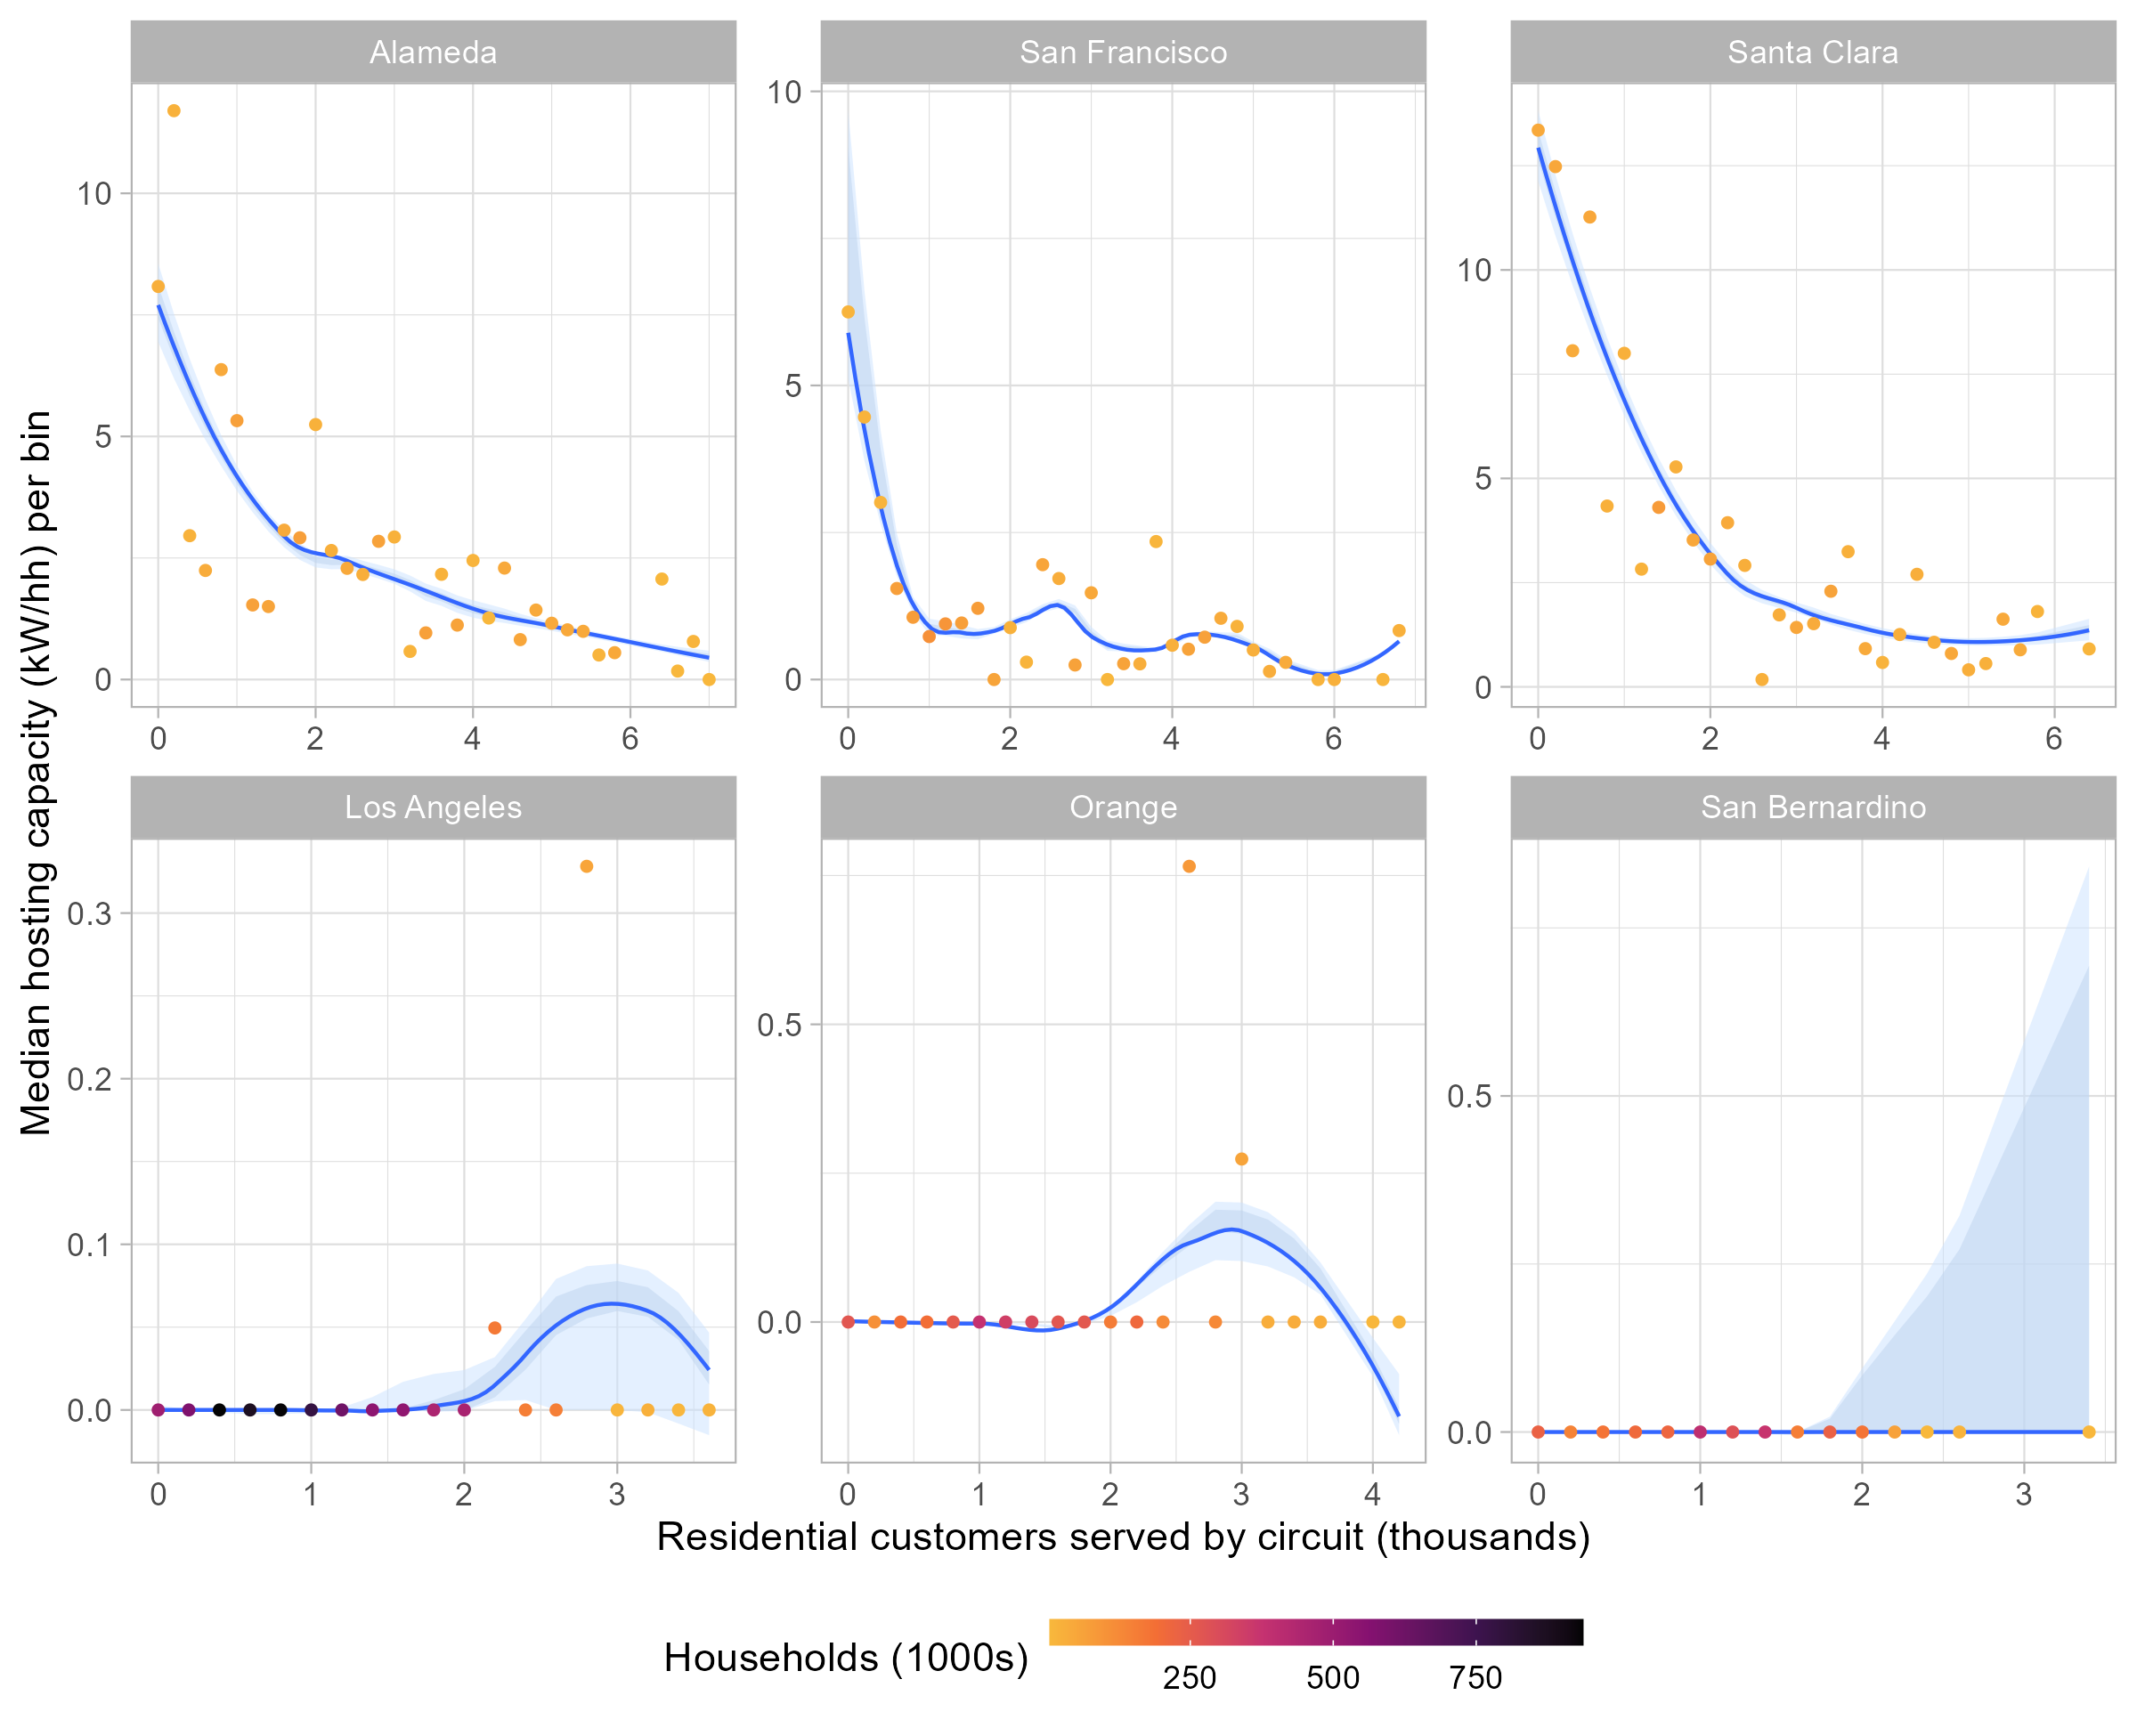 Alameda
San Francisco
Santa Clara
10
5
0
10
5
0
10
5
0
0 2 4 6
0 2 4 6
0 2 4 6
Los Angeles
Orange
San Bernardino
0.3
0.2
0.1
0.0
0.5
0.0
0.5
0.0
0 1 2 3
0 1 2 3 4
0 1 2 3
Median hosting capacity (kW/hh) per bin
Residential customers served by circuit (thousands)
Households (1000s)
250 500 750